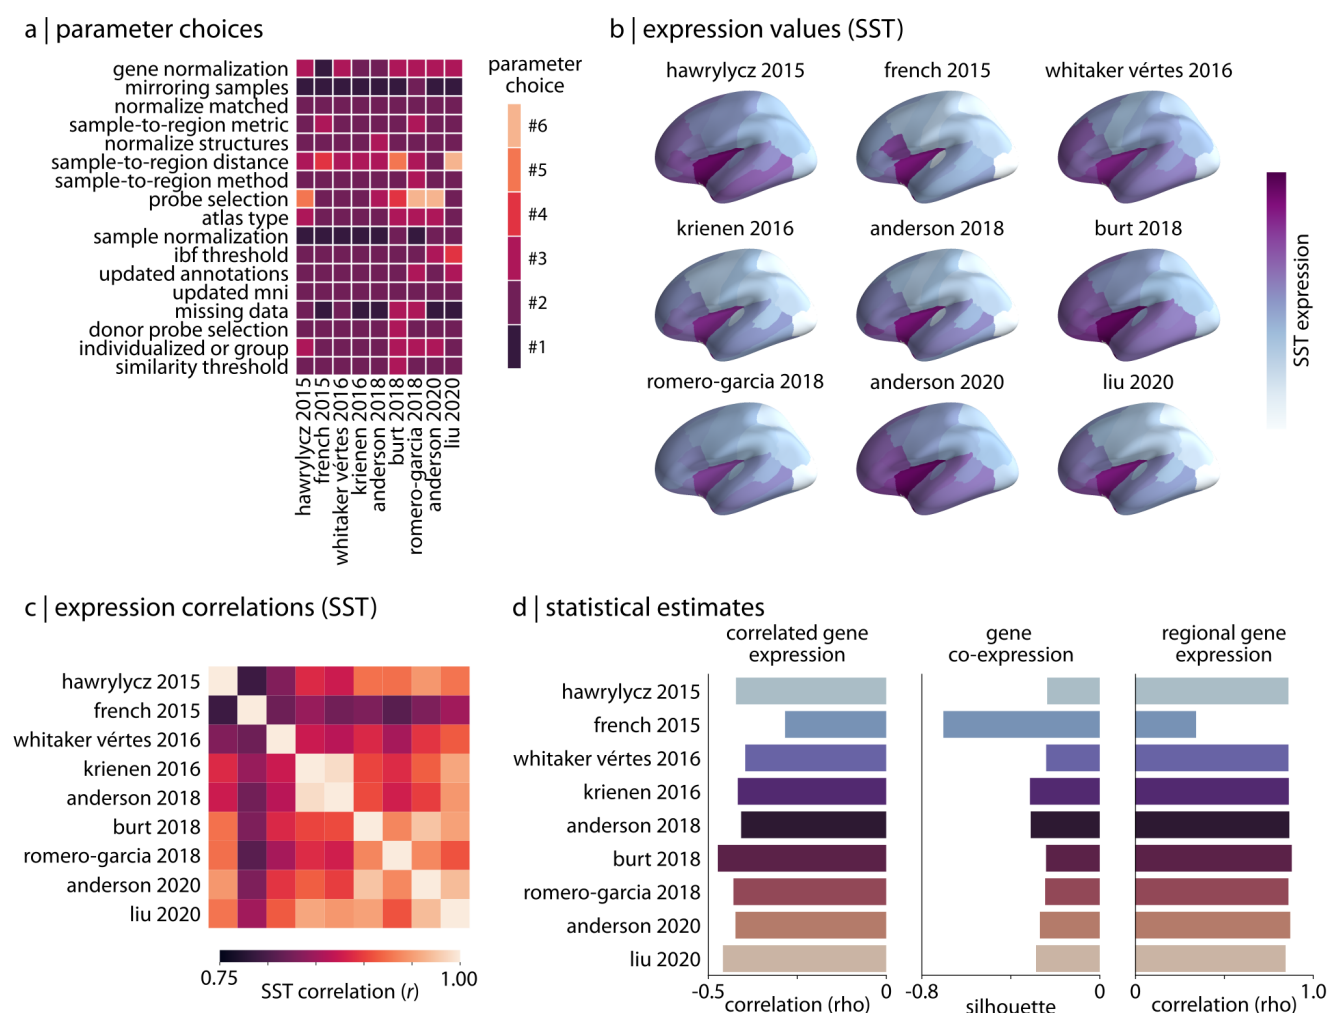 a | parameter choices
gene normalization
mirroring samples
normalize matched
sample-to-region metric
normalize structures
sample-to-region distance
sample-to-region method
probe selection
atlas type
sample normalization
ibf threshold
updated annotations
updated mni
missing data
donor probe selection
individualized or group
similarity threshold
hawrylycz 2015
french 2015
whitaker vértes 2016
krienen 2016
anderson 2018
burt 2018
romero-garcia 2018
anderson 2020
liu 2020
parameter
choice
#6
#5
#4
#3
#2
#1
b | expression values (SST)
hawrylycz 2015
french 2015
whitaker vértes 2016
krienen 2016
anderson 2018
burt 2018
romero-garcia 2018
anderson 2020
liu 2020
SST expression
c | expression correlations (SST)
hawrylycz 2015
french 2015
whitaker vértes 2016
krienen 2016
anderson 2018
burt 2018
romero-garcia 2018
anderson 2020
liu 2020
0.75
1.00
SST correlation (r)
d | statistical estimates
correlated gene
expression
gene
co-expression
regional gene
expression
hawrylycz 2015
french 2015
whitaker vértes 2016
krienen 2016
anderson 2018
burt 2018
romero-garcia 2018
anderson 2020
liu 2020
-0.5
0
correlation (rho)
-0.8
0
silhouette
0
1.0
correlation (rho)